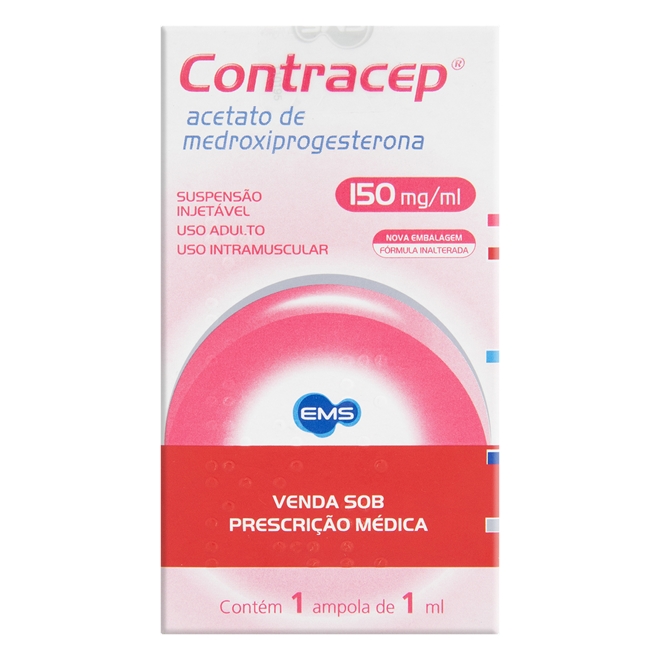 Contracep®
acetato de
medroxiprogesterona
150 mg/ml
SUSPENSÃO
INJETÁVEL
USO ADULTO
USO INTRAMUSCULAR
NOVA EMBALAGEM
FÓRMULA INALTERADA
EMS
VENDA SOB
PRESCRIÇÃO MÉDICA
Contém 1 ampola de 1 ml